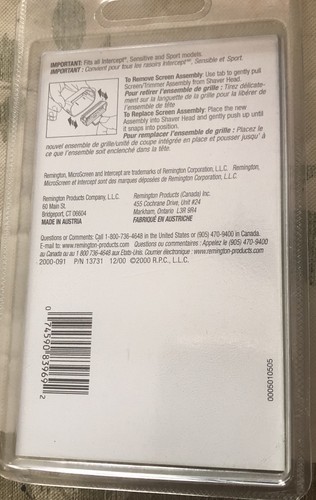 IMPORTANT: Fits all Intercept®, Sensitive and Sport models.
IMPORTANT : Convient pour tous les rasoirs Intercept®, Sensible et Sport
To Remove Screen Assembly: Use tab to gently pull
Screen/Trimmer Assembly from Shaver Head.
Pour retirer l'ensemble de grille : Tirez délicate-
ment sur la languette de la grille pour la libérer de
l'ensemble de tête
To Replace Screen Assembly: Place the new
Assembly into Shaver Head and gently push up until
it snaps into position.
Pour remplacer l'ensemble de grille : Placez le
nouvel ensemble de grille/unité de coupe intégrée en place et poussez jusqu' à
ce que l'ensemble soit enclenché dans la tête.
Remington, MicroScreen and Intercept are trademarks of Remington Corporation, L.L.C. Remington,
MicroScreen et Intercept sont des marques déposées de Remington Corporation, L.L.C.
Remington Products Company, L.L.C.
60 Main St.
Bridgeport, CT 06604
MADE IN AUSTRIA
Remington Products (Canada) Inc.
455 Cochrane Drive, Unit #24
Markham, Ontario L3R 9R4
FABRIQUÉ EN AUTRICHE
Questions or Comments: Call 1-800-736-4648 in the United States or (905) 470-9400 in Canada.
E-mail to: www.remington-products.com Questions ou commentaires : Appelez le (905) 470-9400
au Canada ou au 1 800 736-4648 aux États-Unis. Courrier électronique : www.remington-products.com
2000-091 P/N 13731 12/00 ©2000 R.P.C., L.L.C.
0 74590 83969 2
0005010505